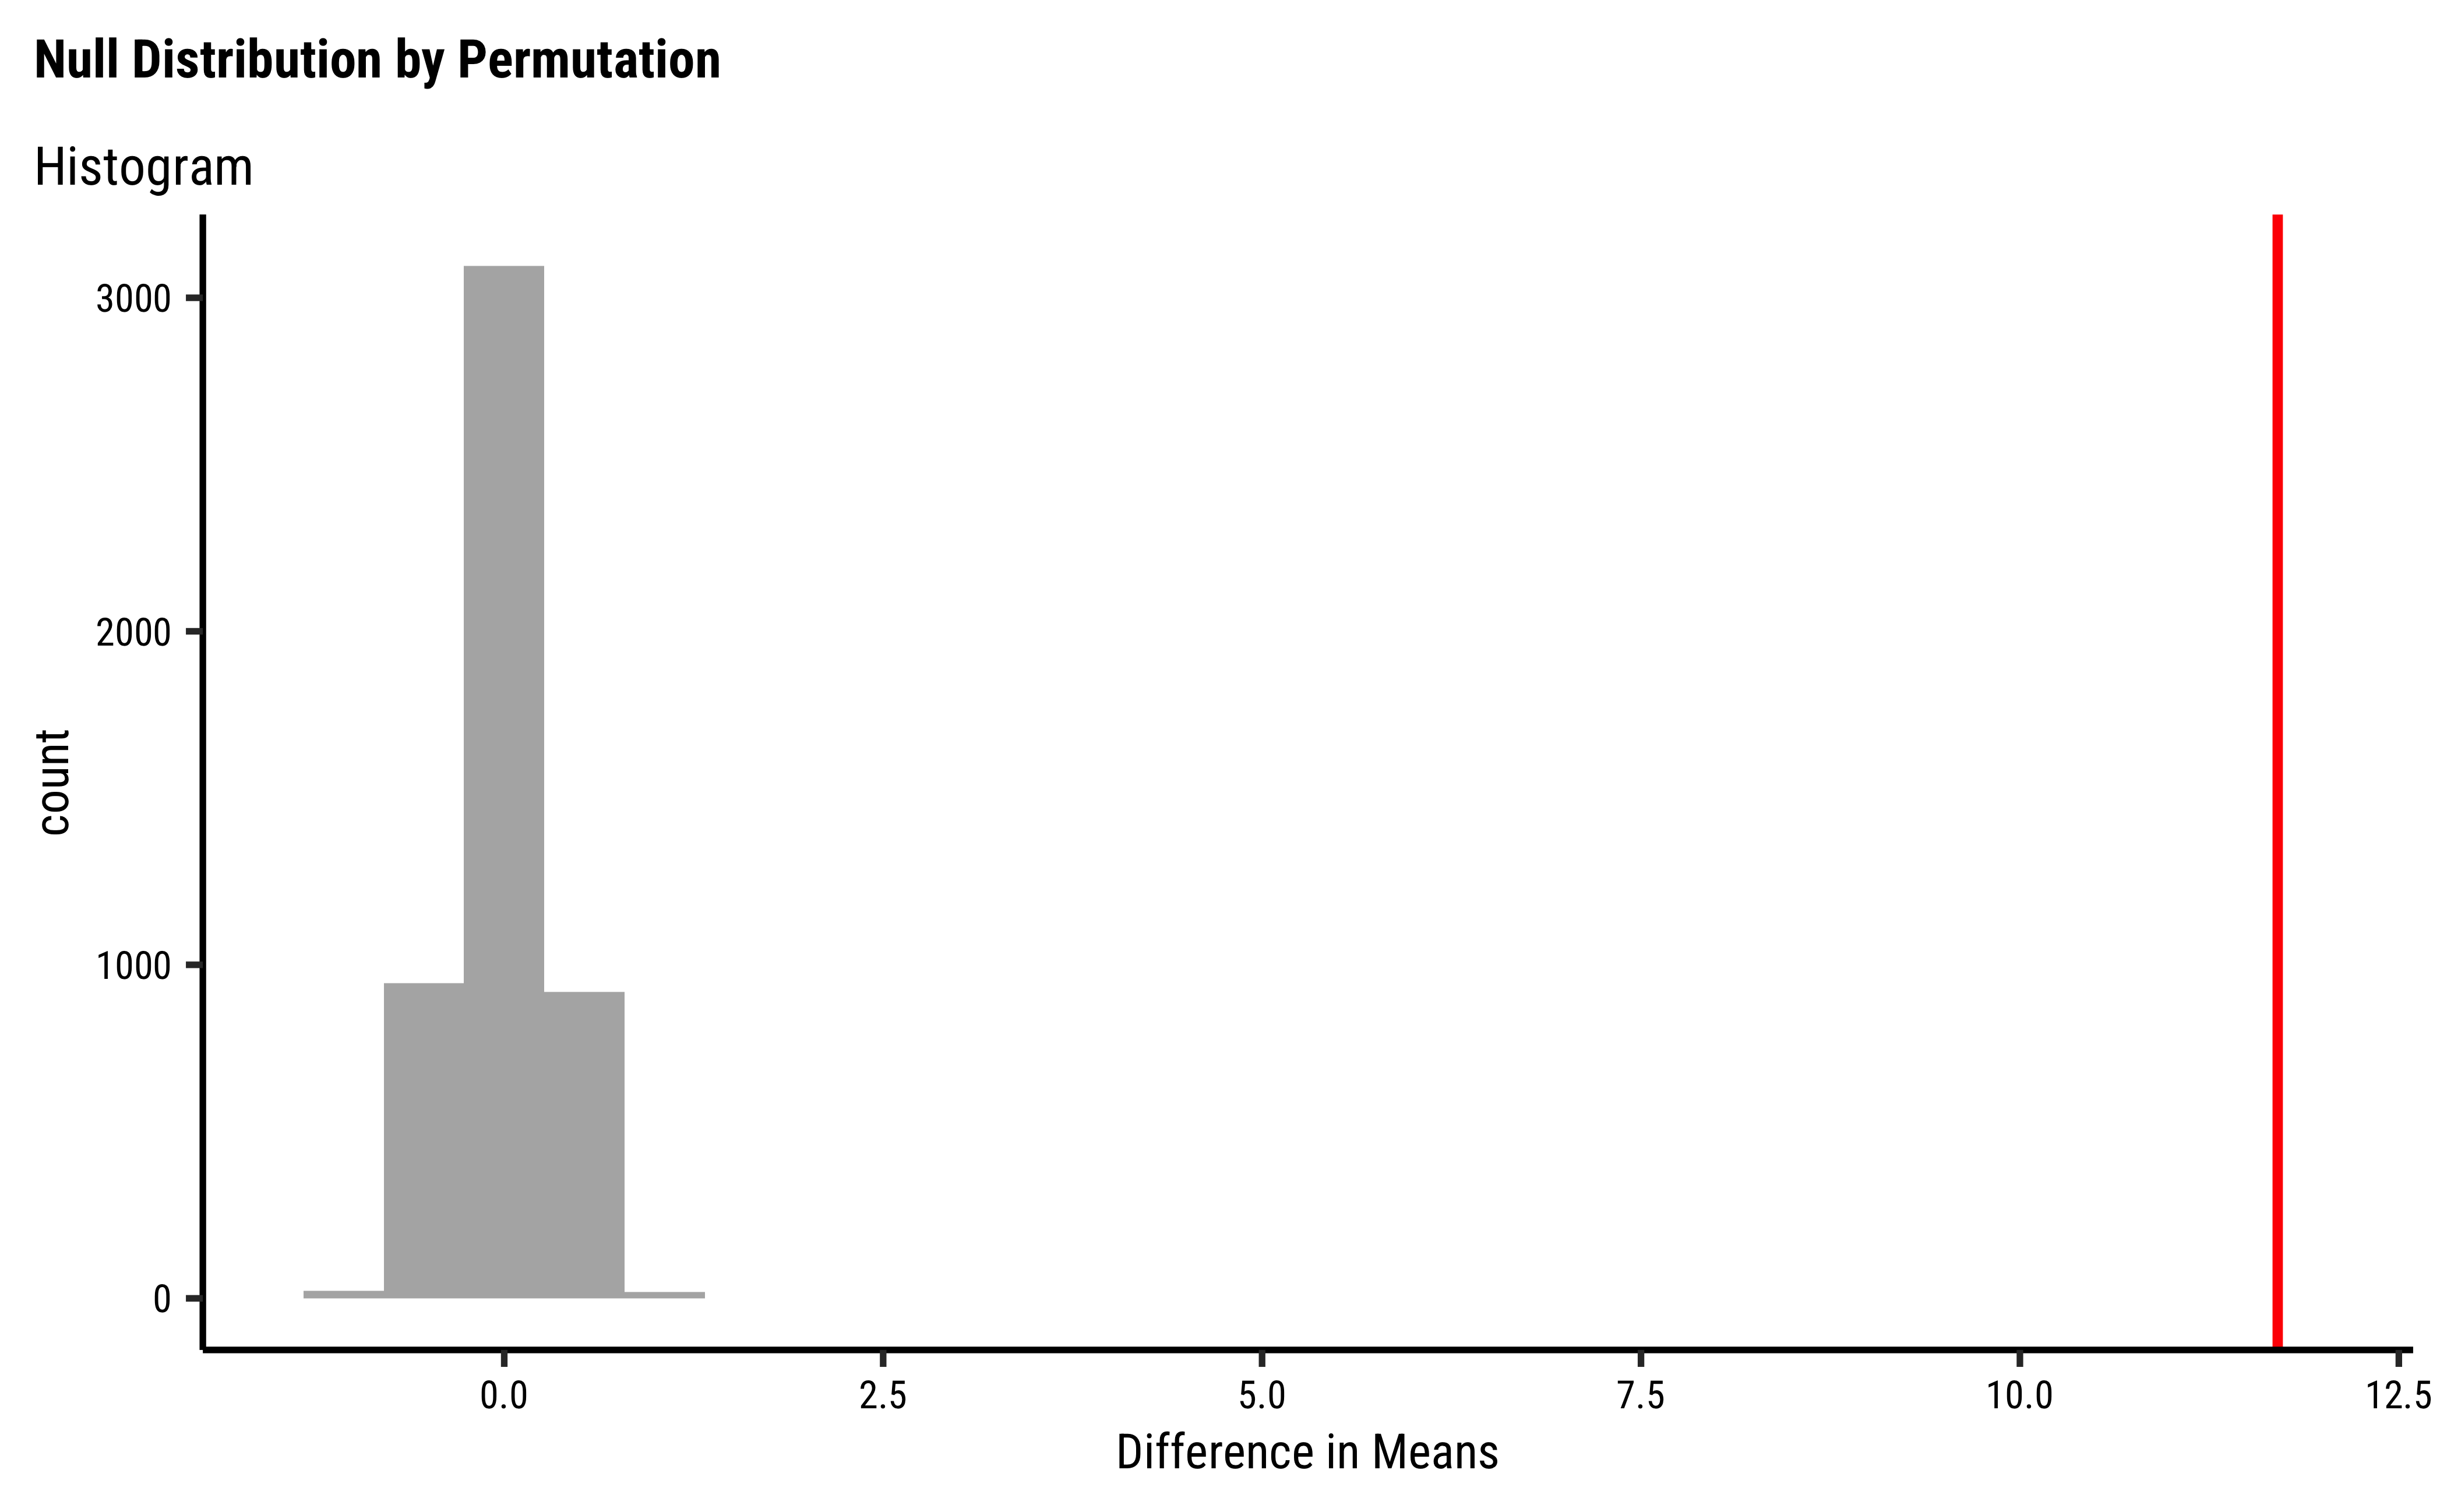 Null Distribution by Permutation
Histogram
3000
2000
1000
0
count
0.0 2.5 5.0 7.5 10.0 12.5
Difference in Means